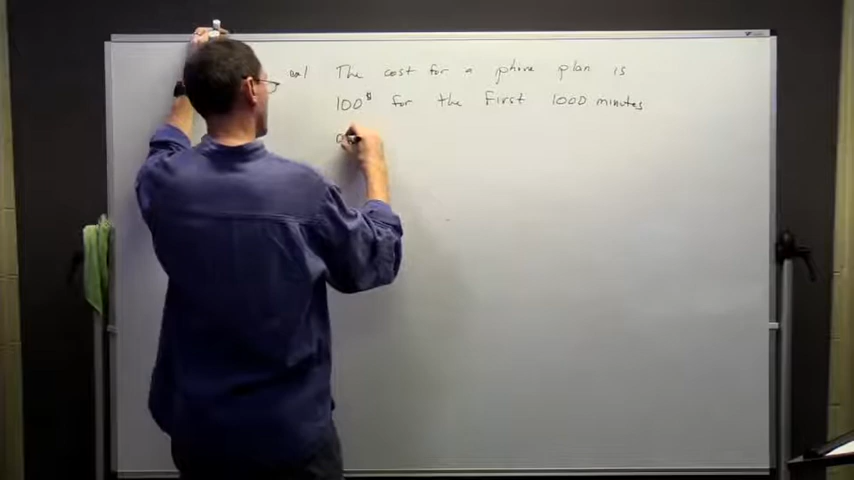 The cost for a phone plan is
100$ for the First 1000 minutes